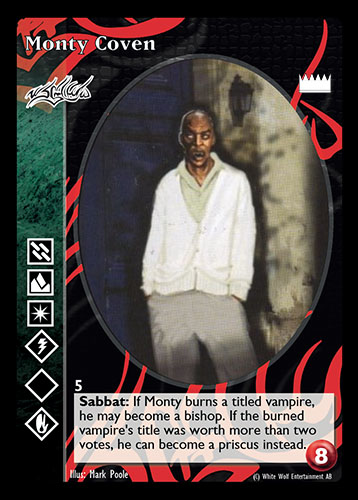 Monty Coven
5
Sabbat: If Monty burns a titled vampire,
he may become a bishop. If the burned
vampire's title was worth more than two
votes, he can become a priscus instead.
8
Illus: Mark Poole
(C) White Wolf Entertainment AB